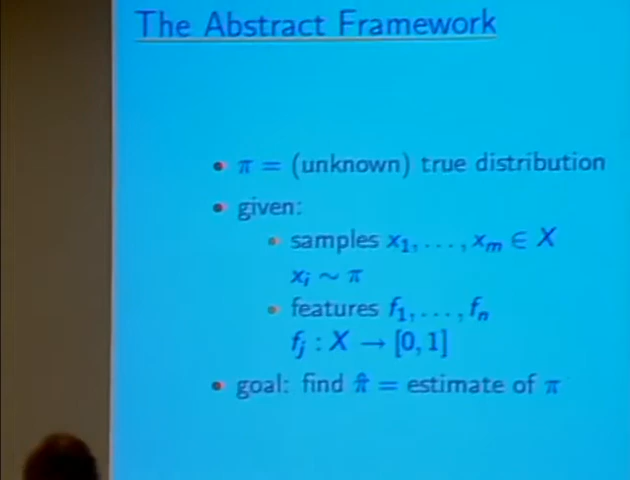 The Abstract Framework
• π = (unknown) true distribution
• given:
• samples x₁, . . . , xₘ ∈ X
xᵢ ∼ π
• features f₁, . . . , fₙ
fⱼ : X → [0, 1]
• goal: find π̂ = estimate of π